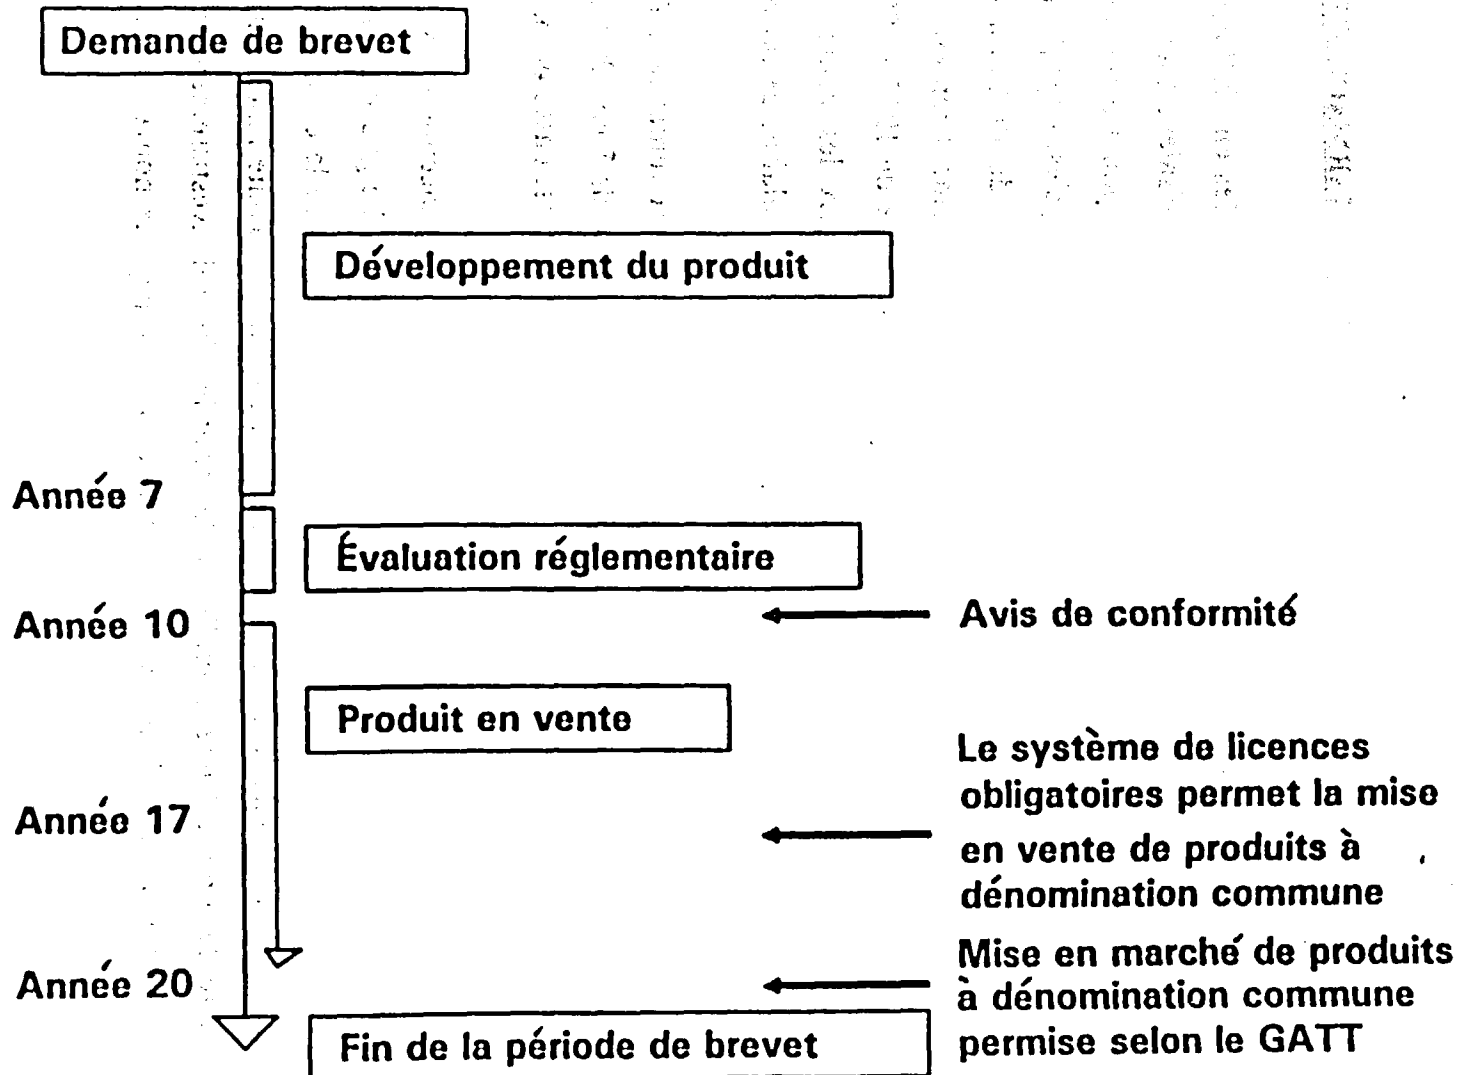 Demande de brevet
Développement du produit
Année 7
Évaluation réglementaire
Année 10
Avis de conformité
Produit en vente
Le système de licences
obligatoires permet la mise
en vente de produits à
dénomination commune
Année 17
Mise en marché de produits
à dénomination commune
permise selon le GATT
Année 20
Fin de la période de brevet